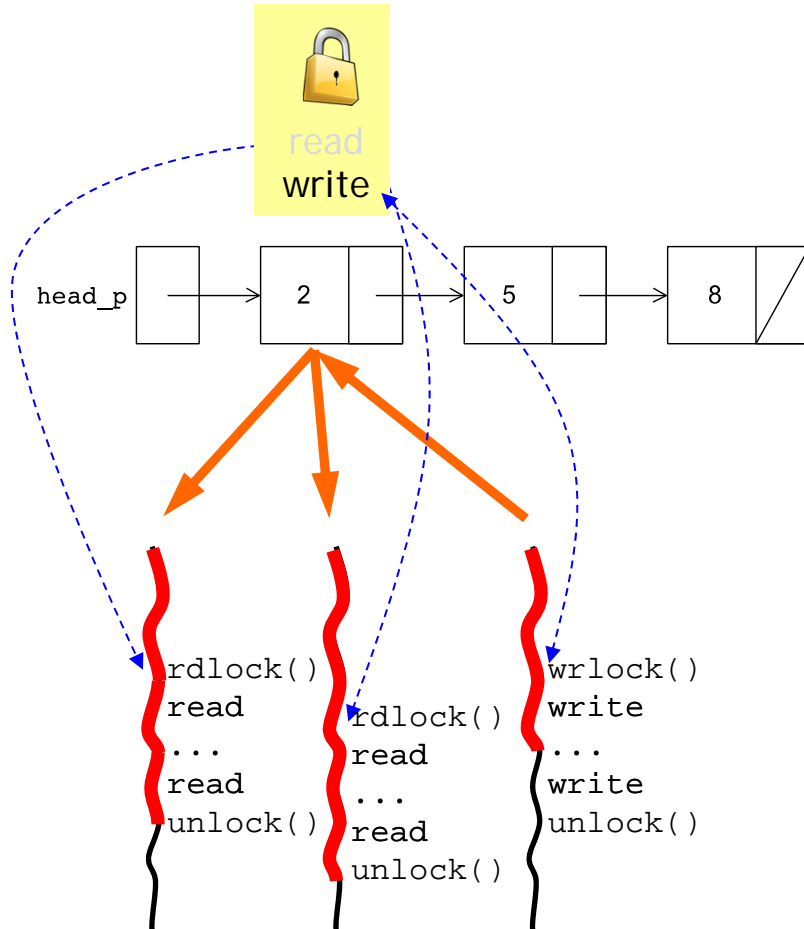 read
write
head_p
2
5
8
rdlock()
read
...
read
unlock()
rdlock()
read
...
read
unlock()
wrlock()
write
...
write
unlock()